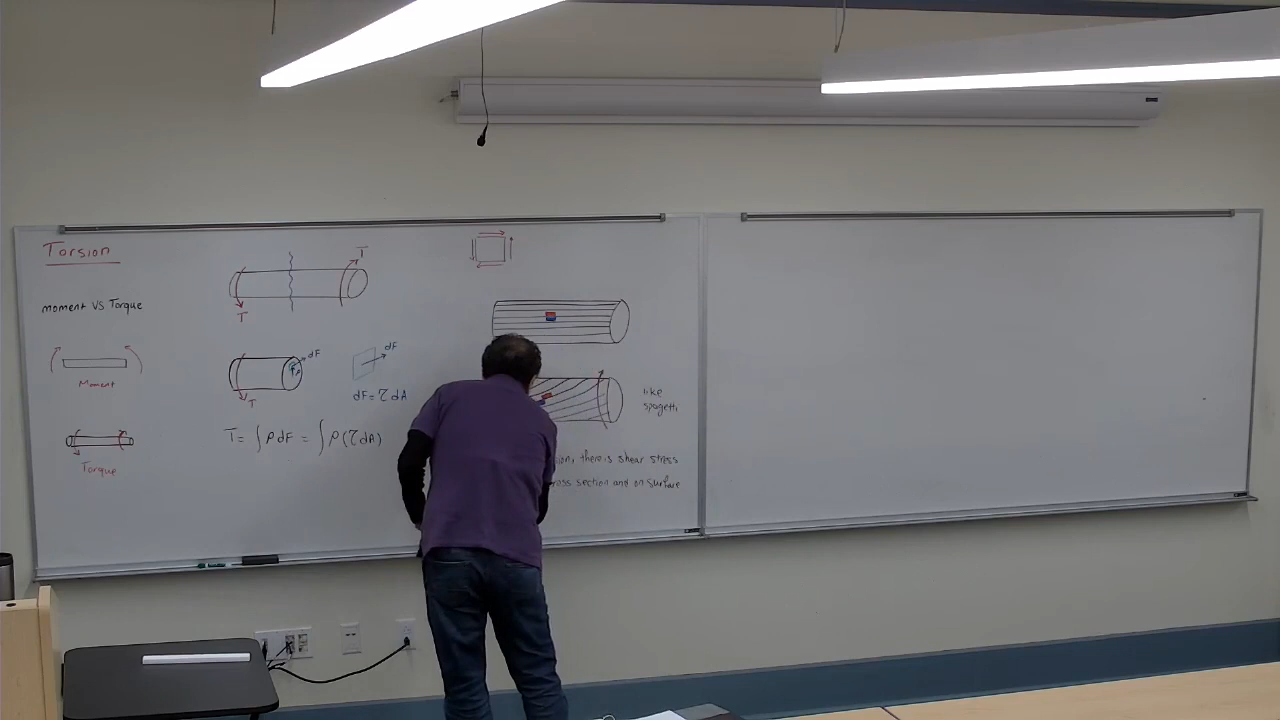 Torsion
moment VS Torque
Moment
Torque
T
T
dF
T
dF
dF = τ dA
T = ∫ ρ dF = ∫ ρ (τ dA)
like
spogetti
there is shear stress
section and on surface